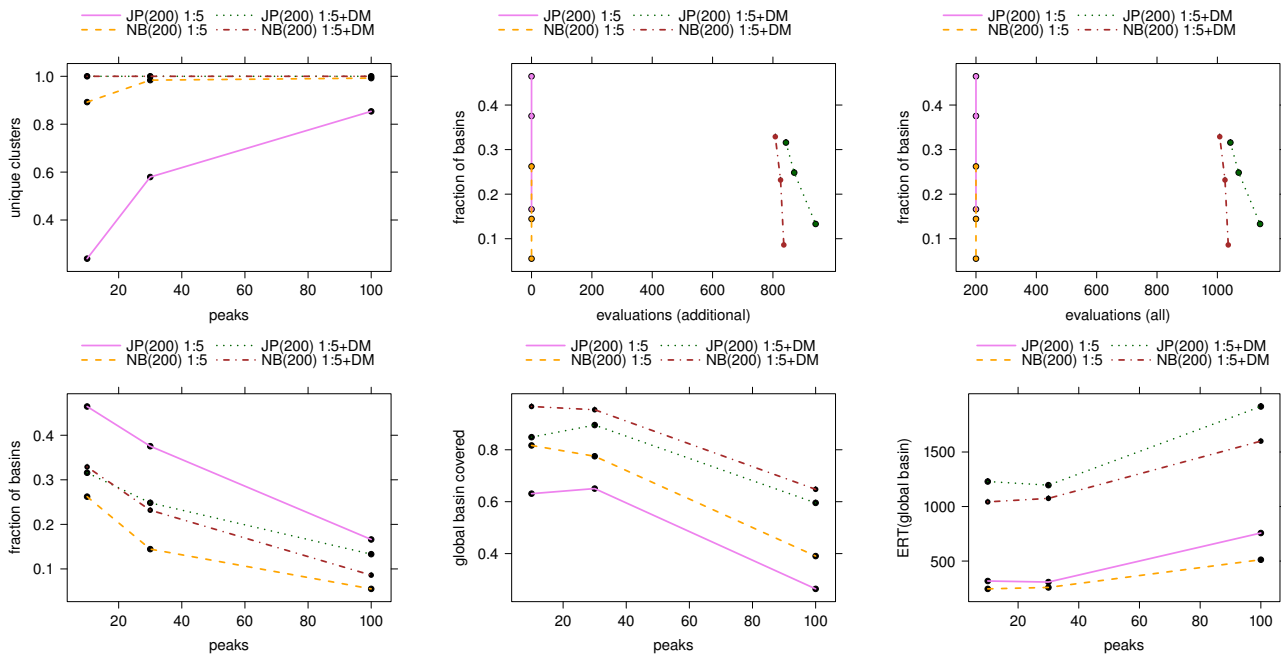 JP(200) 1:5 JP(200) 1:5+DM
NB(200) 1:5 NB(200) 1:5+DM
unique clusters
1.0
0.8
0.6
0.4
20 40 60 80 100
peaks
JP(200) 1:5 JP(200) 1:5+DM
NB(200) 1:5 NB(200) 1:5+DM
fraction of basins
0.4
0.3
0.2
0.1
0 200 400 600 800
evaluations (additional)
JP(200) 1:5 JP(200) 1:5+DM
NB(200) 1:5 NB(200) 1:5+DM
fraction of basins
0.4
0.3
0.2
0.1
200 400 600 800 1000
evaluations (all)
JP(200) 1:5 JP(200) 1:5+DM
NB(200) 1:5 NB(200) 1:5+DM
fraction of basins
0.4
0.3
0.2
0.1
20 40 60 80 100
peaks
JP(200) 1:5 JP(200) 1:5+DM
NB(200) 1:5 NB(200) 1:5+DM
global basin covered
0.8
0.6
0.4
20 40 60 80 100
peaks
JP(200) 1:5 JP(200) 1:5+DM
NB(200) 1:5 NB(200) 1:5+DM
ERT(global basin)
1500
1000
500
20 40 60 80 100
peaks